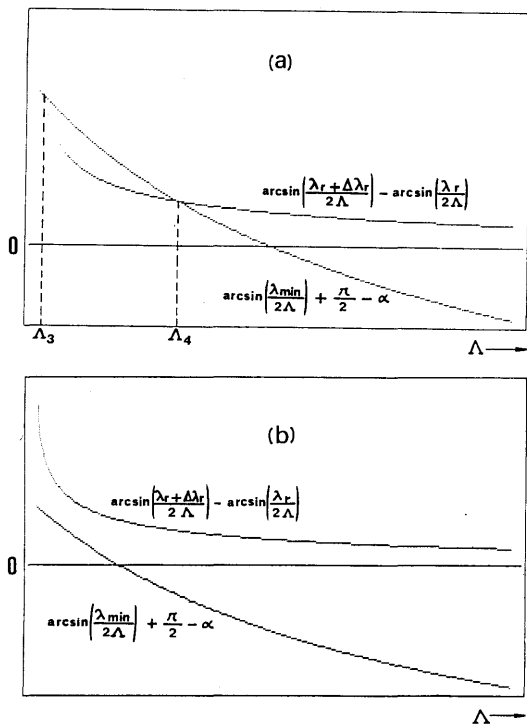 (a)
arcsin(λr + Δλr / 2Λ) – arcsin(λr / 2Λ)
0
arcsin(λmin / 2Λ) + π/2 – α
Λ3 Λ4 Λ
(b)
arcsin(λr + Δλr / 2Λ) – arcsin(λr / 2Λ)
0
arcsin(λmin / 2Λ) + π/2 – α
Λ